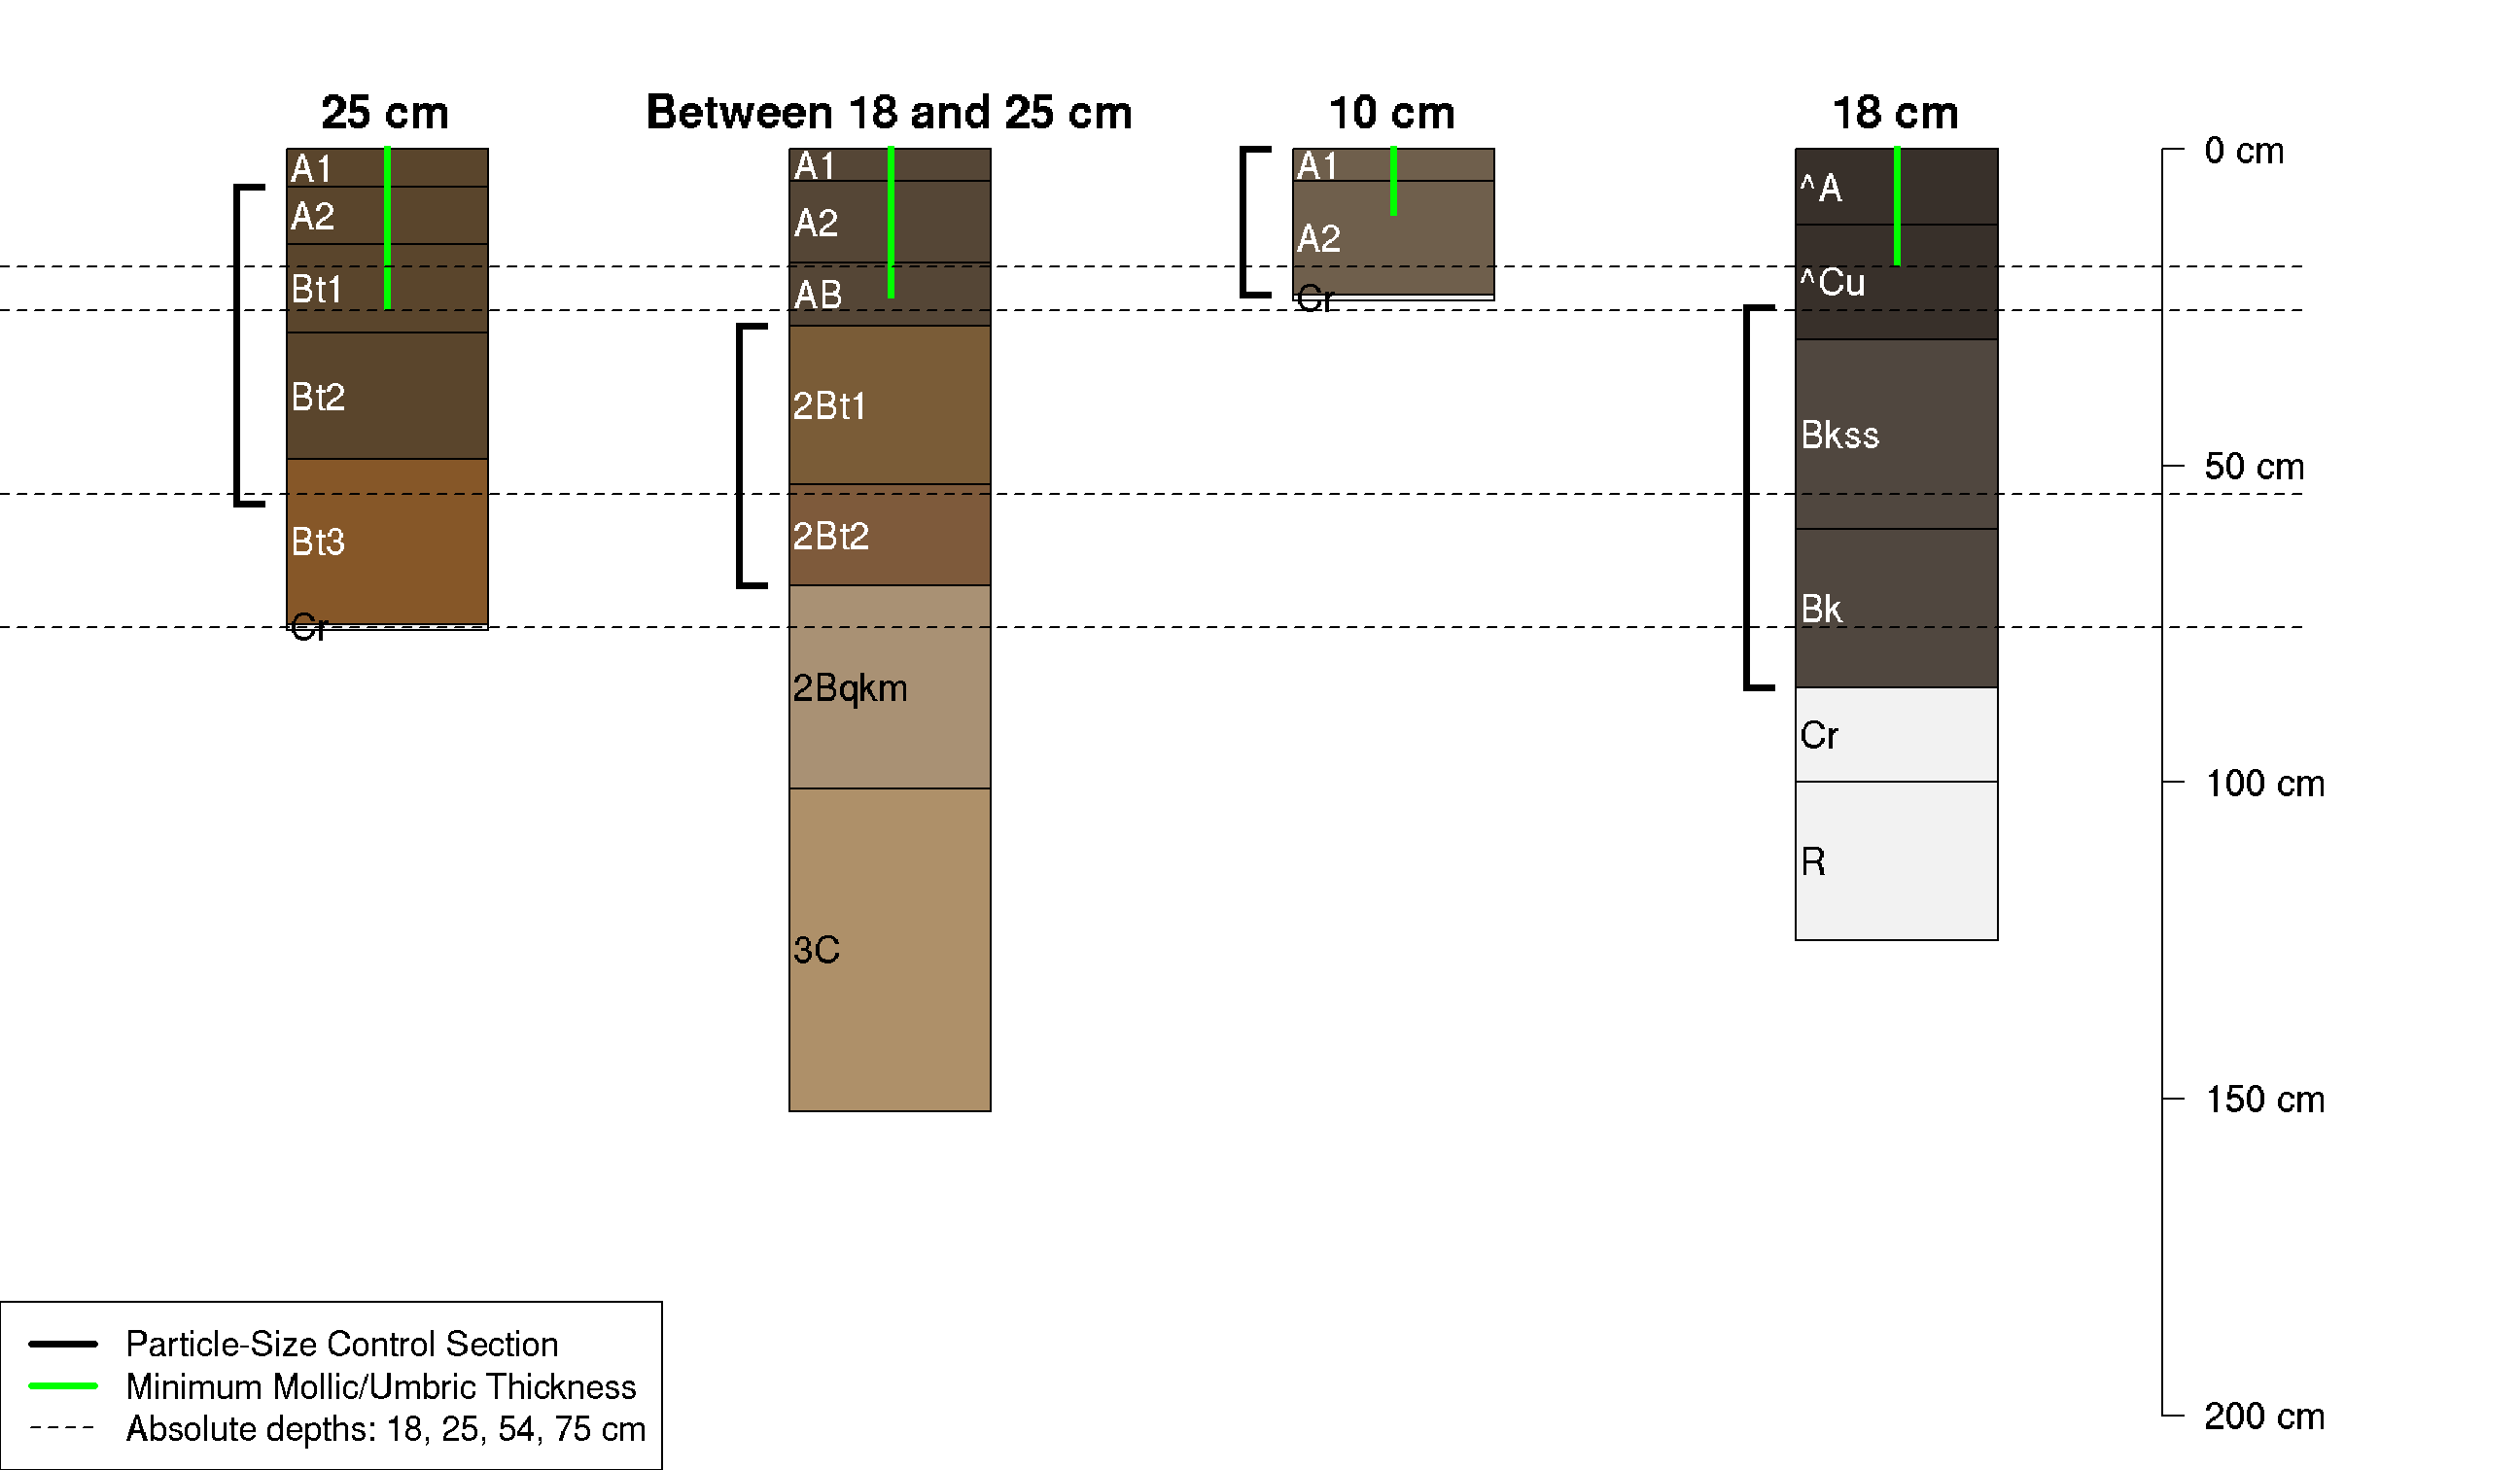 25 cm
Between 18 and 25 cm
10 cm
18 cm
A1
A2
Bt1
Bt2
Bt3
Cr
A1
A2
AB
2Bt1
2Bt2
2Bqkm
3C
A1
A2
Cr
^A
^Cu
Bkss
Bk
Cr
R
0 cm
50 cm
100 cm
150 cm
200 cm
Particle-Size Control Section
Minimum Mollic/Umbric Thickness
Absolute depths: 18, 25, 54, 75 cm